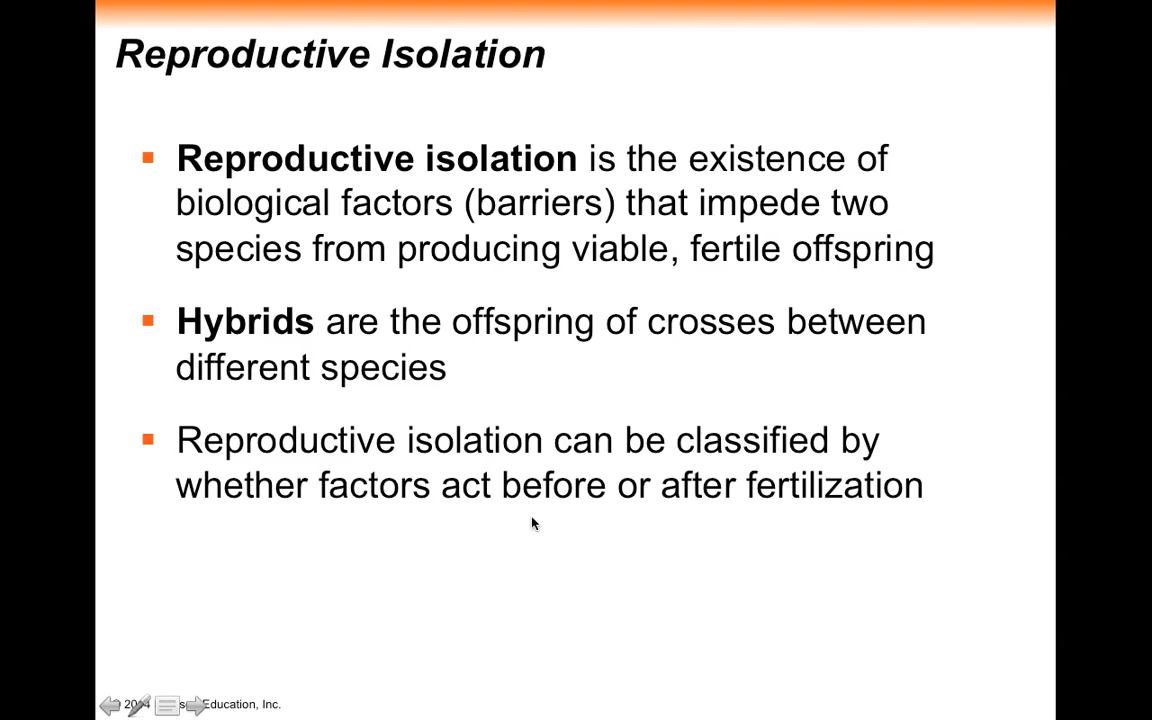 Reproductive Isolation
Reproductive isolation is the existence of
biological factors (barriers) that impede two
species from producing viable, fertile offspring
Hybrids are the offspring of crosses between
different species
Reproductive isolation can be classified by
whether factors act before or after fertilization
Education, Inc.